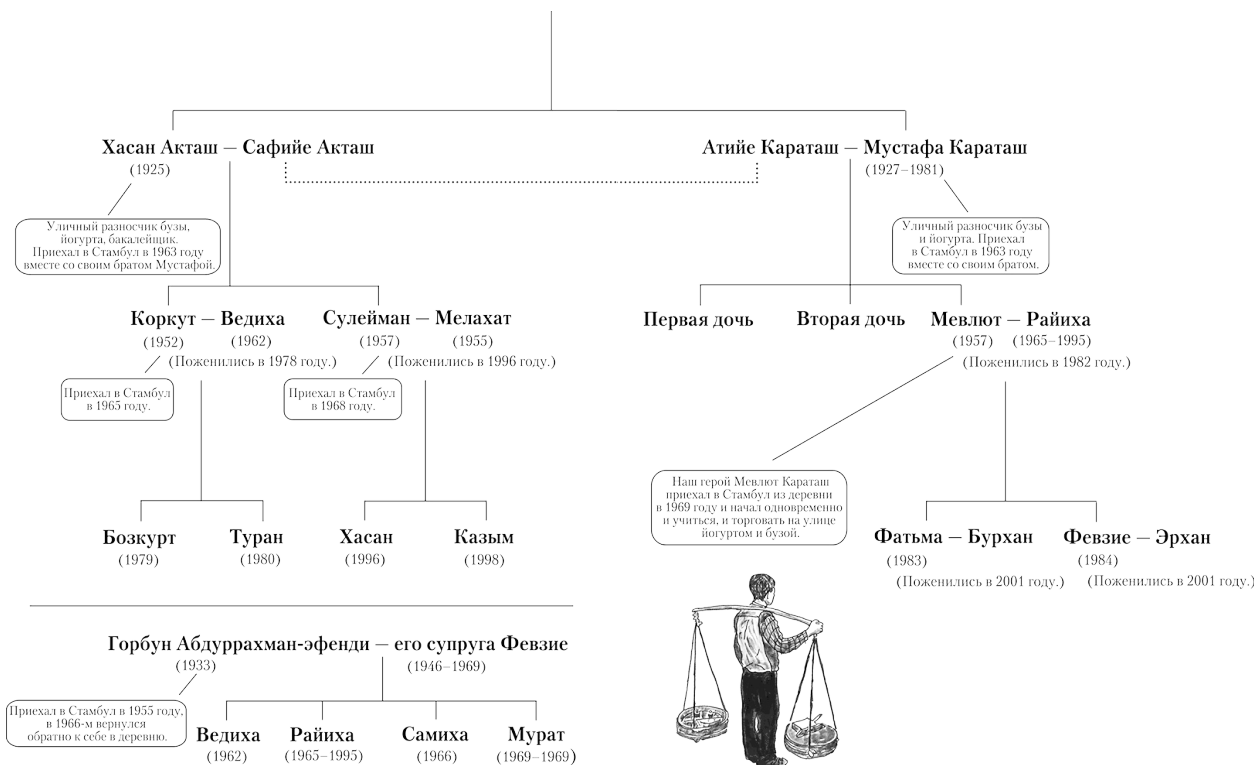 Хасан Акташ — Сафийе Акташ
(1925)
Уличный разносчик бузы,
йогурта, бакалейщик.
Приехал в Стамбул в 1963 году
вместе со своим братом Мустафой.
Атийе Караташ — Мустафа Караташ
(1927–1981)
Уличный разносчик бузы
и йогурта. Приехал
в Стамбул в 1963 году
вместе со своим братом.
Коркут — Ведиха
(1952) (1962)
(Поженились в 1978 году.)
Приехал в Стамбул
в 1965 году.
Сулейман — Мелахат
(1957) (1955)
(Поженились в 1996 году.)
Приехал в Стамбул
в 1968 году.
Первая дочь
Вторая дочь
Мевлют — Райиха
(1957) (1965–1995)
(Поженились в 1982 году.)
Наш герой Мевлют Караташ
приехал в Стамбул из деревни
в 1969 году и начал одновременно
и учиться, и торговать на улице
йогуртом и бузой.
Бозкурт
(1979)
Туран
(1980)
Хасан
(1996)
Казым
(1998)
Фатьма — Бурхан
(1983)
(Поженились в 2001 году.)
Февзие — Эрхан
(1984)
(Поженились в 2001 году.)
Горбун Абдуррахман-эфенди — его супруга Февзие
(1933) (1946–1969)
Приехал в Стамбул в 1955 году,
в 1966-м вернулся
обратно к себе в деревню.
Ведиха
(1962)
Райиха
(1965–1995)
Самиха
(1966)
Мурат
(1969–1969)